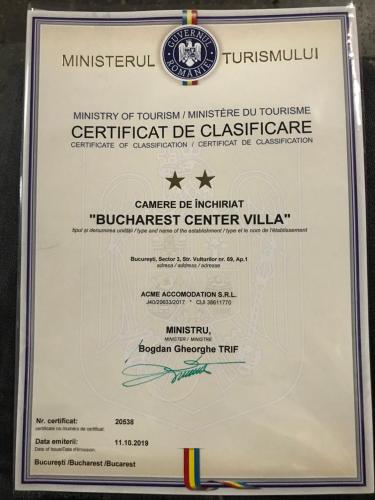 GUVERNUL
ROMÂNIEI
MINISTERUL TURISMULUI
MINISTRY OF TOURISM / MINISTÈRE DU TOURISME
CERTIFICAT DE CLASIFICARE
CERTIFICATE OF CLASSIFICATION / CERTIFICAT DE CLASSIFICATION
CAMERE DE ÎNCHIRIAT
"BUCHAREST CENTER VILLA"
tipul și denumirea unității / type and name of the establishment / type et le nom de l'établissement
București, Sector 3, Str. Vulturilor nr. 69, Ap.1
adresa / address / adresse
ACME ACCOMODATION S.R.L.
J40/20633/2017 * CUI 38611770
MINISTRU,
MINISTER / MINISTRE
Bogdan Gheorghe TRIF
Nr. certificat: 20538
certificate no./numéro de certificat:
Data emiterii: 11.10.2019
Issued date/Date d'émission:
București /Bucharest /Bucarest